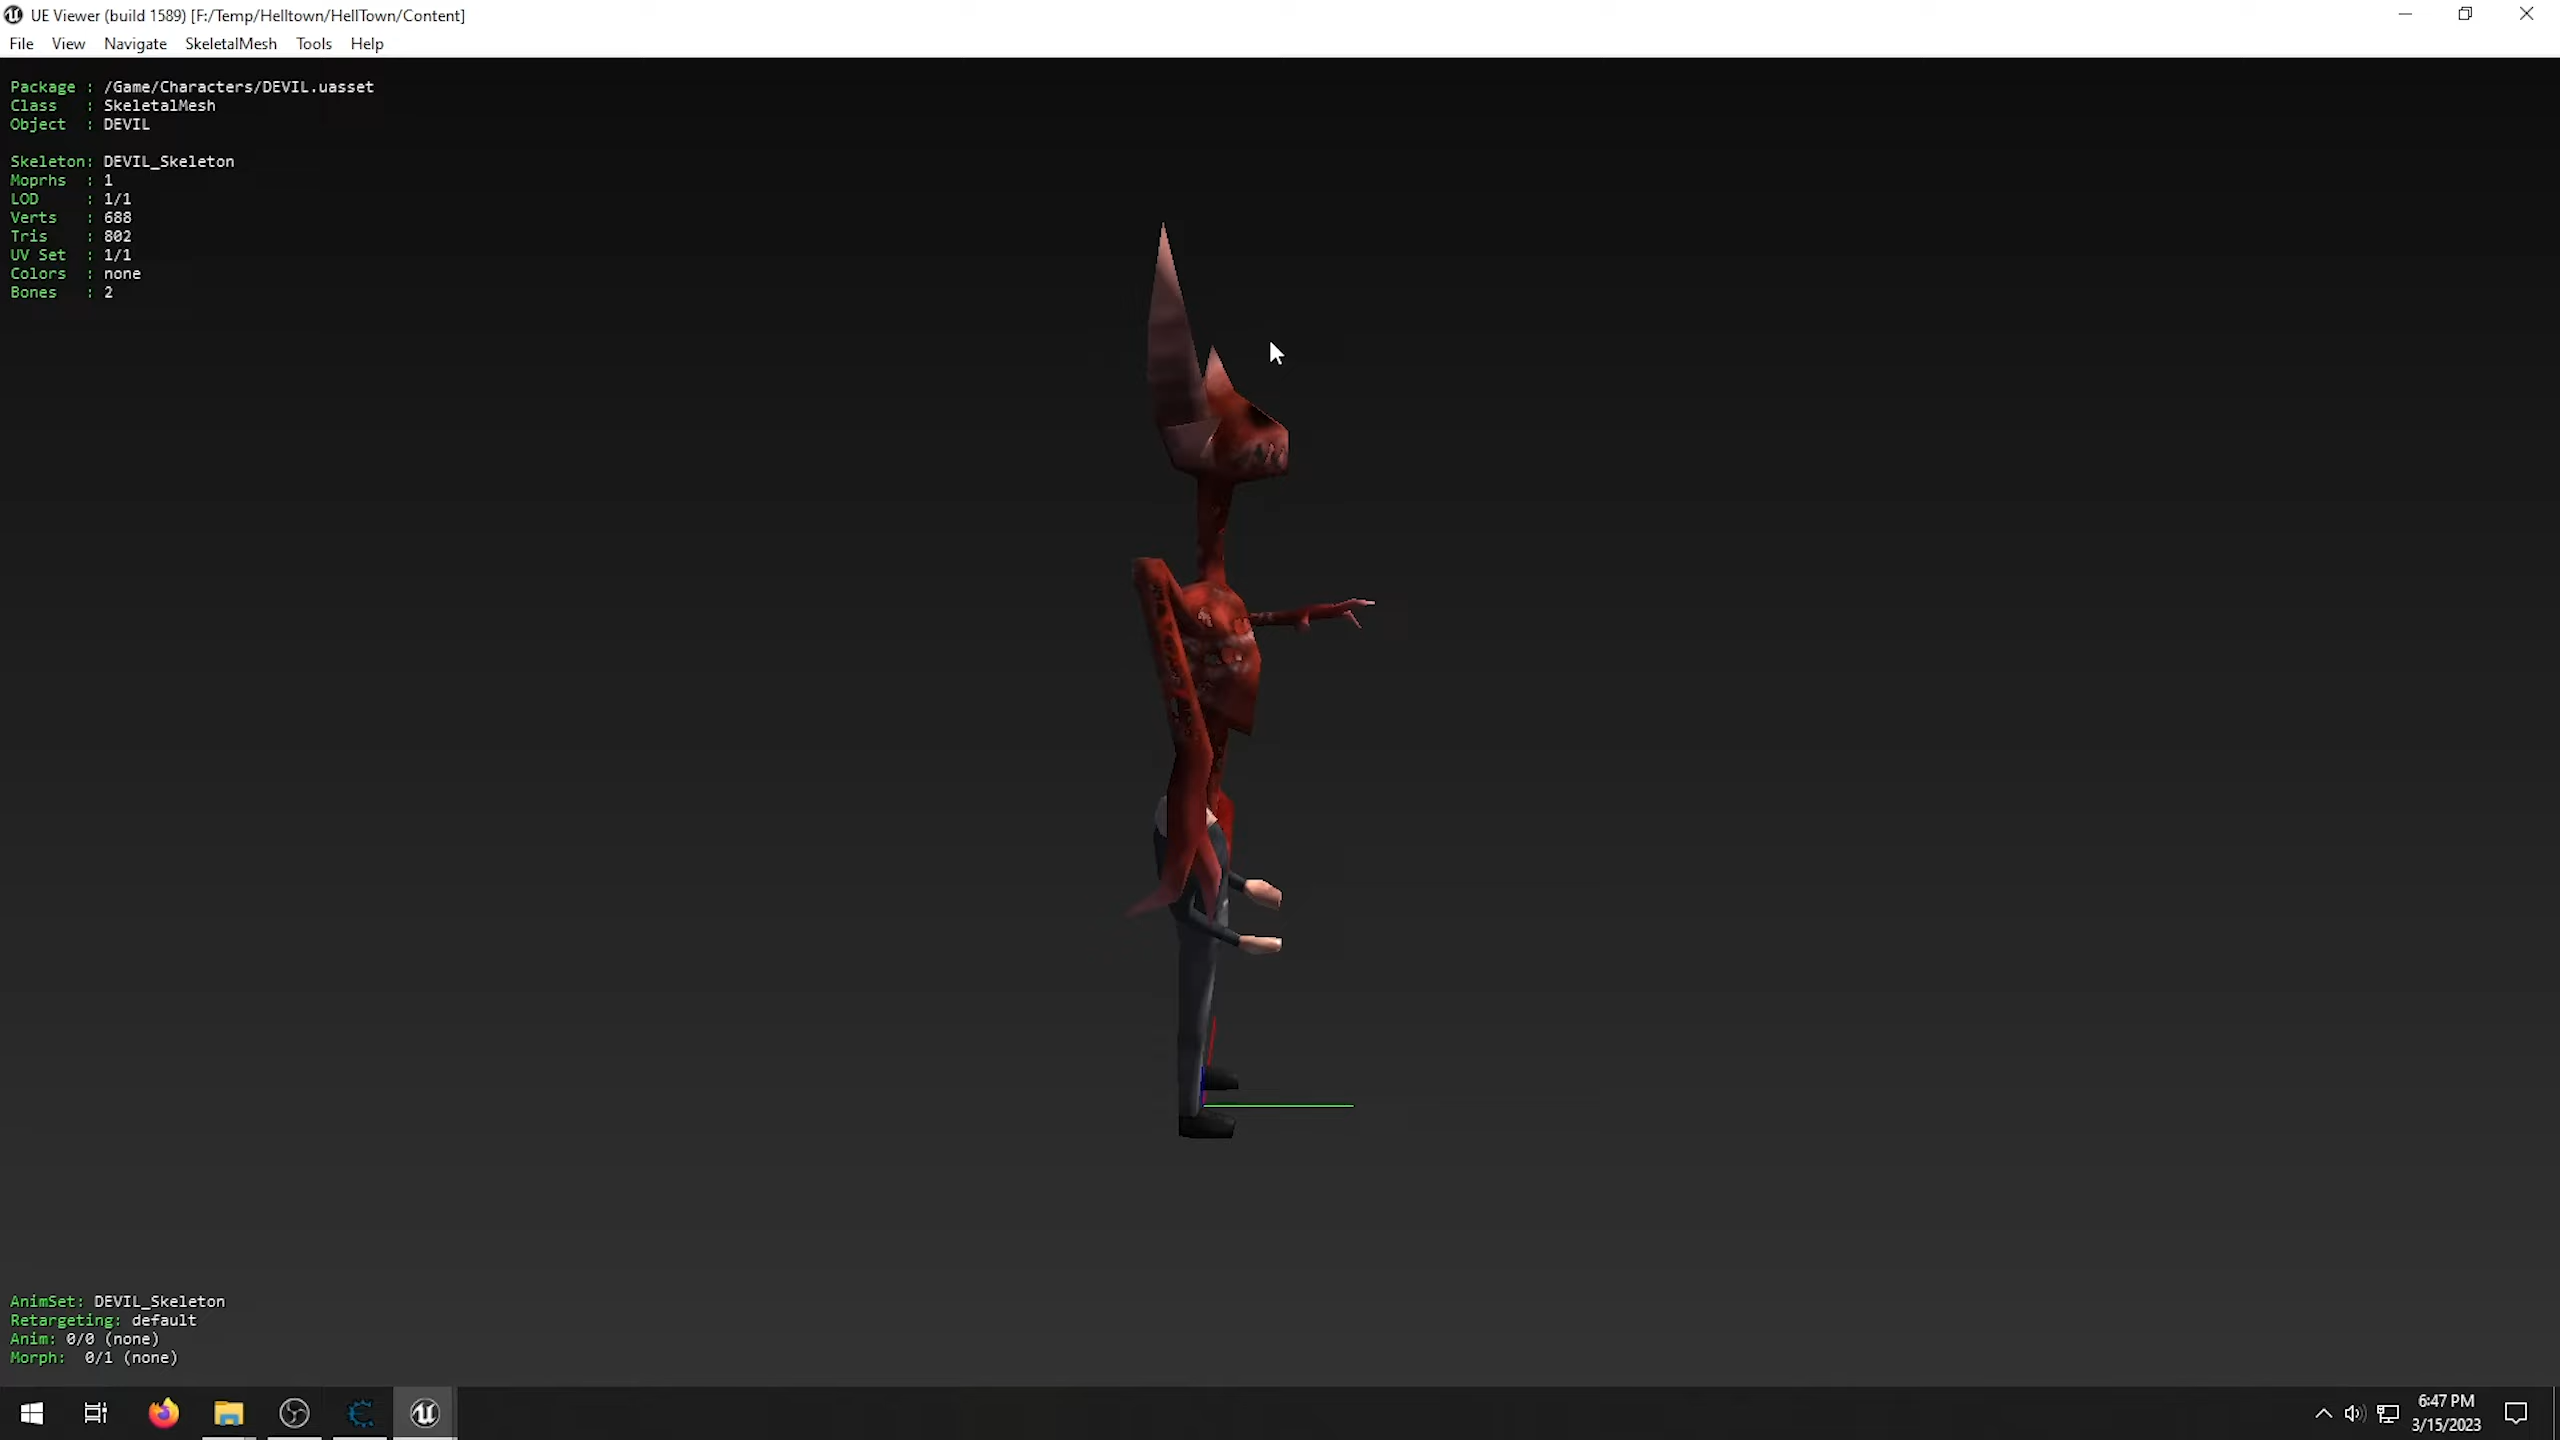 UE Viewer (build 1589) [F:/Temp/Helltown/HellTown/Content]
File View Navigate SkeletalMesh Tools Help
Package : /Game/Characters/DEVIL.uasset
Class : SkeletalMesh
Object : DEVIL
Skeleton: DEVIL_Skeleton
Moprhs : 1
LOD : 1/1
Verts : 688
Tris : 802
UV Set : 1/1
Colors : none
Bones : 2
AnimSet: DEVIL_Skeleton
Retargeting: default
Anim: 0/0 (none)
Morph: 0/1 (none)
6:47 PM
3/15/2023